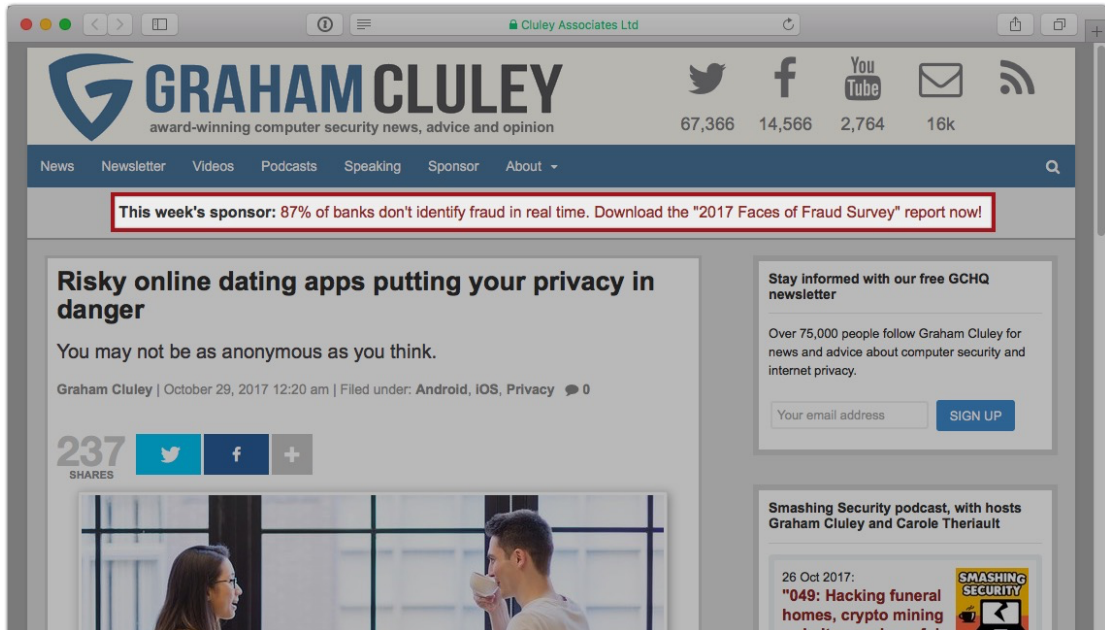 Cluley Associates Ltd
GRAHAM CLULEY
award-winning computer security news, advice and opinion
You
Tube
67,366 14,566 2,764 16k
News Newsletter Videos Podcasts Speaking Sponsor About
This week's sponsor: 87% of banks don't identify fraud in real time. Download the "2017 Faces of Fraud Survey" report now!
Risky online dating apps putting your privacy in
danger
You may not be as anonymous as you think.
Graham Cluley | October 29, 2017 12:20 am | Filed under: Android, iOS, Privacy 0
237
SHARES
Stay informed with our free GCHQ
newsletter
Over 75,000 people follow Graham Cluley for
news and advice about computer security and
internet privacy.
Your email address SIGN UP
Smashing Security podcast, with hosts
Graham Cluley and Carole Theriault
26 Oct 2017:
"049: Hacking funeral
homes, crypto mining
SMASHING
SECURITY